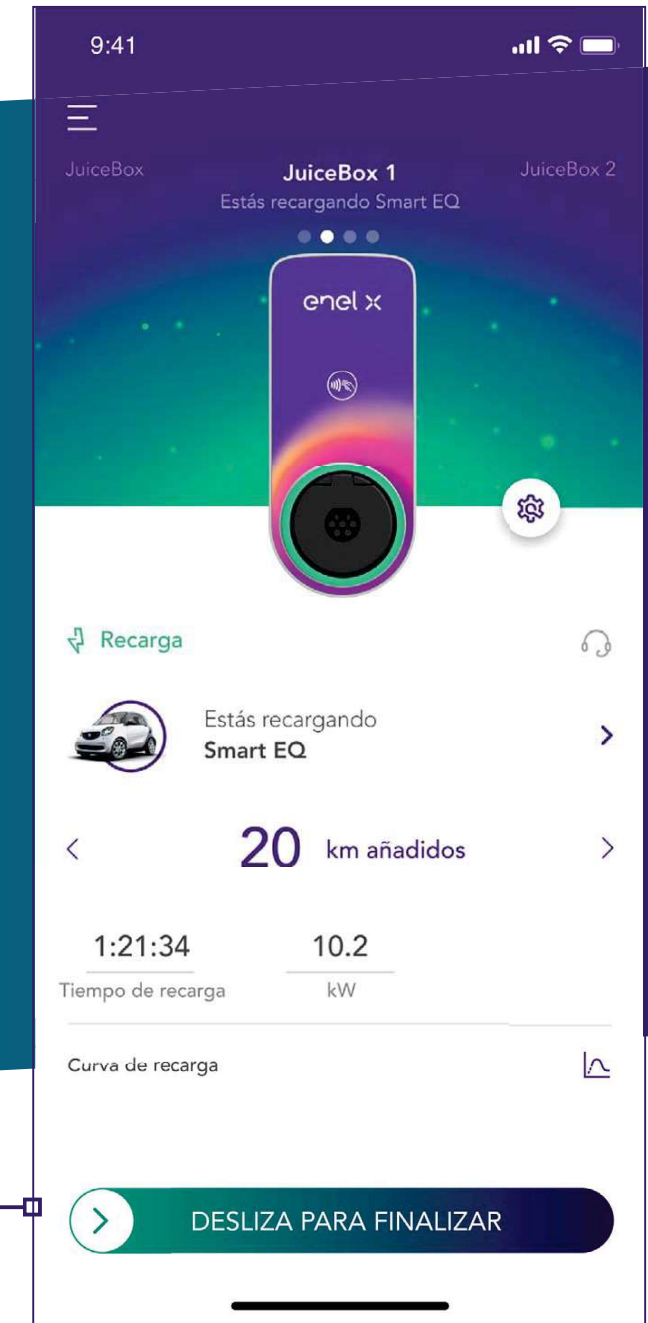 9:41
JuiceBox
JuiceBox 1
JuiceBox 2
Estás recargando Smart EQ
enel x
Recarga
Estás recargando
Smart EQ
20 km añadidos
1:21:34
10.2
Tiempo de recarga
kW
Curva de recarga
DESLIZA PARA FINALIZAR